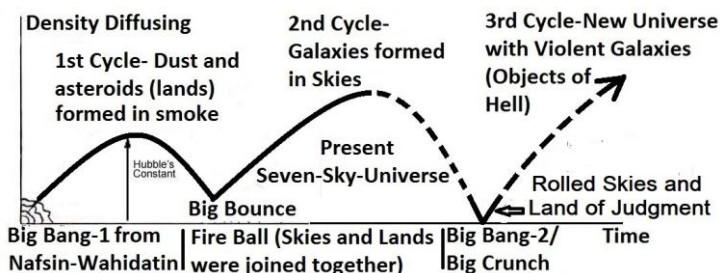 Density Diffusing
1st Cycle- Dust and
asteroids (lands)
formed in smoke
2nd Cycle-
Galaxies formed
in Skies
3rd Cycle-New Universe
with Violent Galaxies
(Objects of
Hell)
Hubble's
Constant
Present
Seven-Sky-Universe
Big Bounce
Rolled Skies and
Land of Judgment
Big Bang-1 from
Nafsin-Wahidatin
Fire Ball (Skies and Lands
were joined together)
Big Bang-2/
Big Crunch
Time